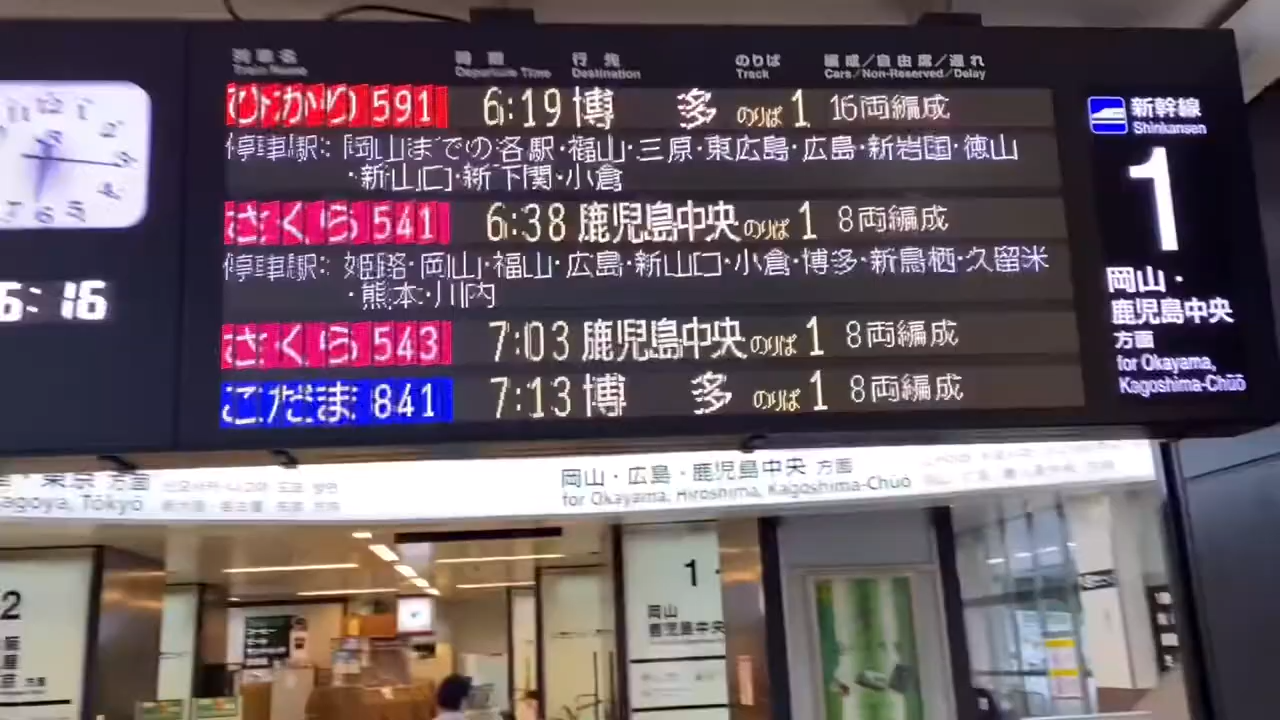 列車名 時刻 行先 のりば 編成/自由席/遅れ
Train Name Departure Time Destination Track Cars/Non-Reserved/Delay
ひかり 591 6:19 博多 のりば 1 16両編成
停車駅: 岡山までの各駅・福山・三原・東広島・広島・新岩国・徳山
・新山口・新下関・小倉
さくら 541 6:38 鹿児島中央 のりば 1 8両編成
停車駅: 姫路・岡山・福山・広島・新山口・小倉・博多・新鳥栖・久留米
・熊本・川内
さくら 543 7:03 鹿児島中央 のりば 1 8両編成
こだま 841 7:13 博多 のりば 1 8両編成
新幹線
Shinkansen
1
岡山・
鹿児島中央
方面
for Okayama,
Kagoshima-Chūō
6:16
・東京 方面
agoya, Tōkyō
岡山・広島・鹿児島中央 方面
for Okayama, Hiroshima, Kagoshima-Chūō
2
1
岡山
鹿児島中央